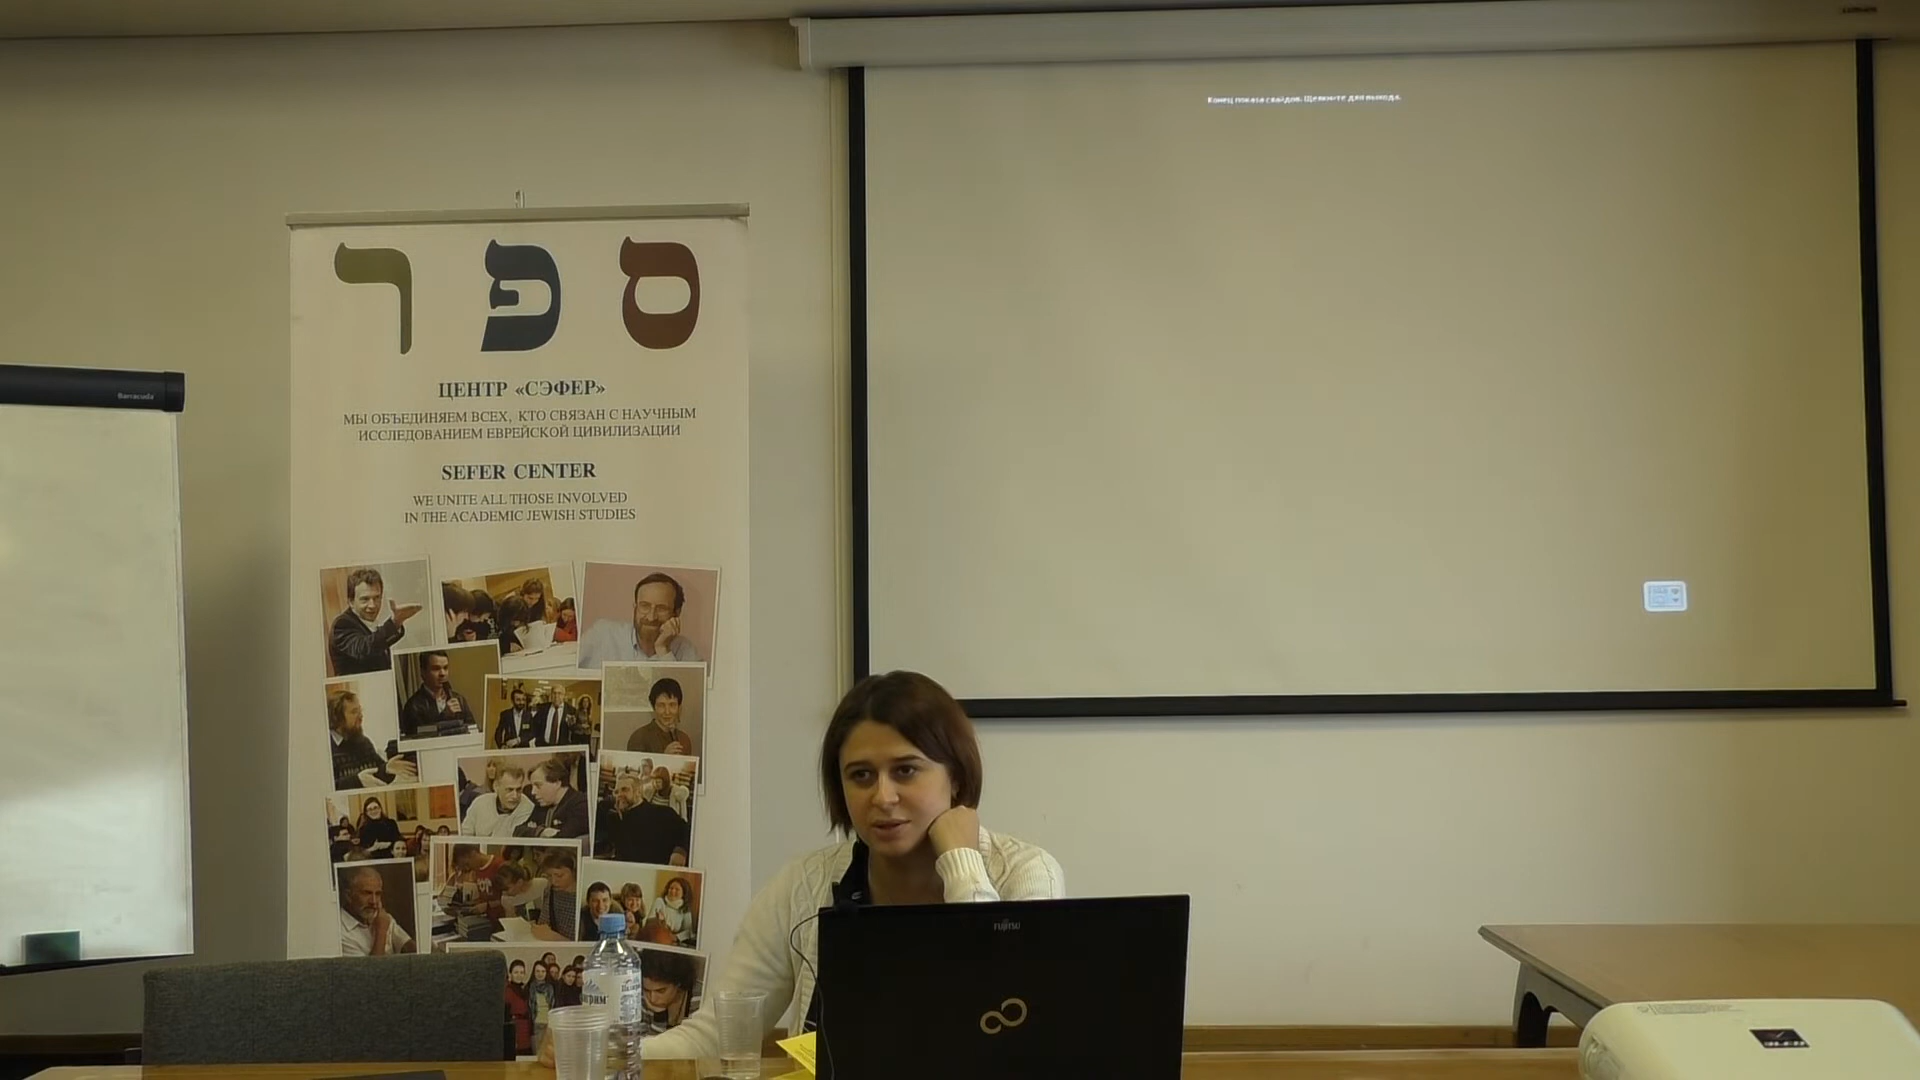 Конец показа слайдов. Щелкните для выхода.
ספר
ЦЕНТР «СЭФЕР»
МЫ ОБЪЕДИНЯЕМ ВСЕХ, КТО СВЯЗАН С НАУЧНЫМ
ИССЛЕДОВАНИЕМ ЕВРЕЙСКОЙ ЦИВИЛИЗАЦИИ
SEFER CENTER
WE UNITE ALL THOSE INVOLVED
IN THE ACADEMIC JEWISH STUDIES
Barracuda
FUJITSU